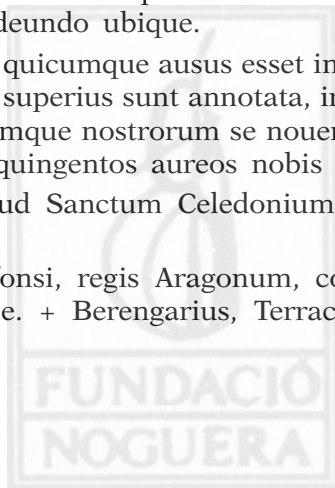 deundo ubique.
quicumque ausus esset in
superius sunt annotata, in
mque nostrorum se nouer
quingentos aureos nobis
ud Sanctum Celedonium,
onsi, regis Aragonum, co
e. + Berengarius, Terrac
FUNDACIÓ
NOGUERA